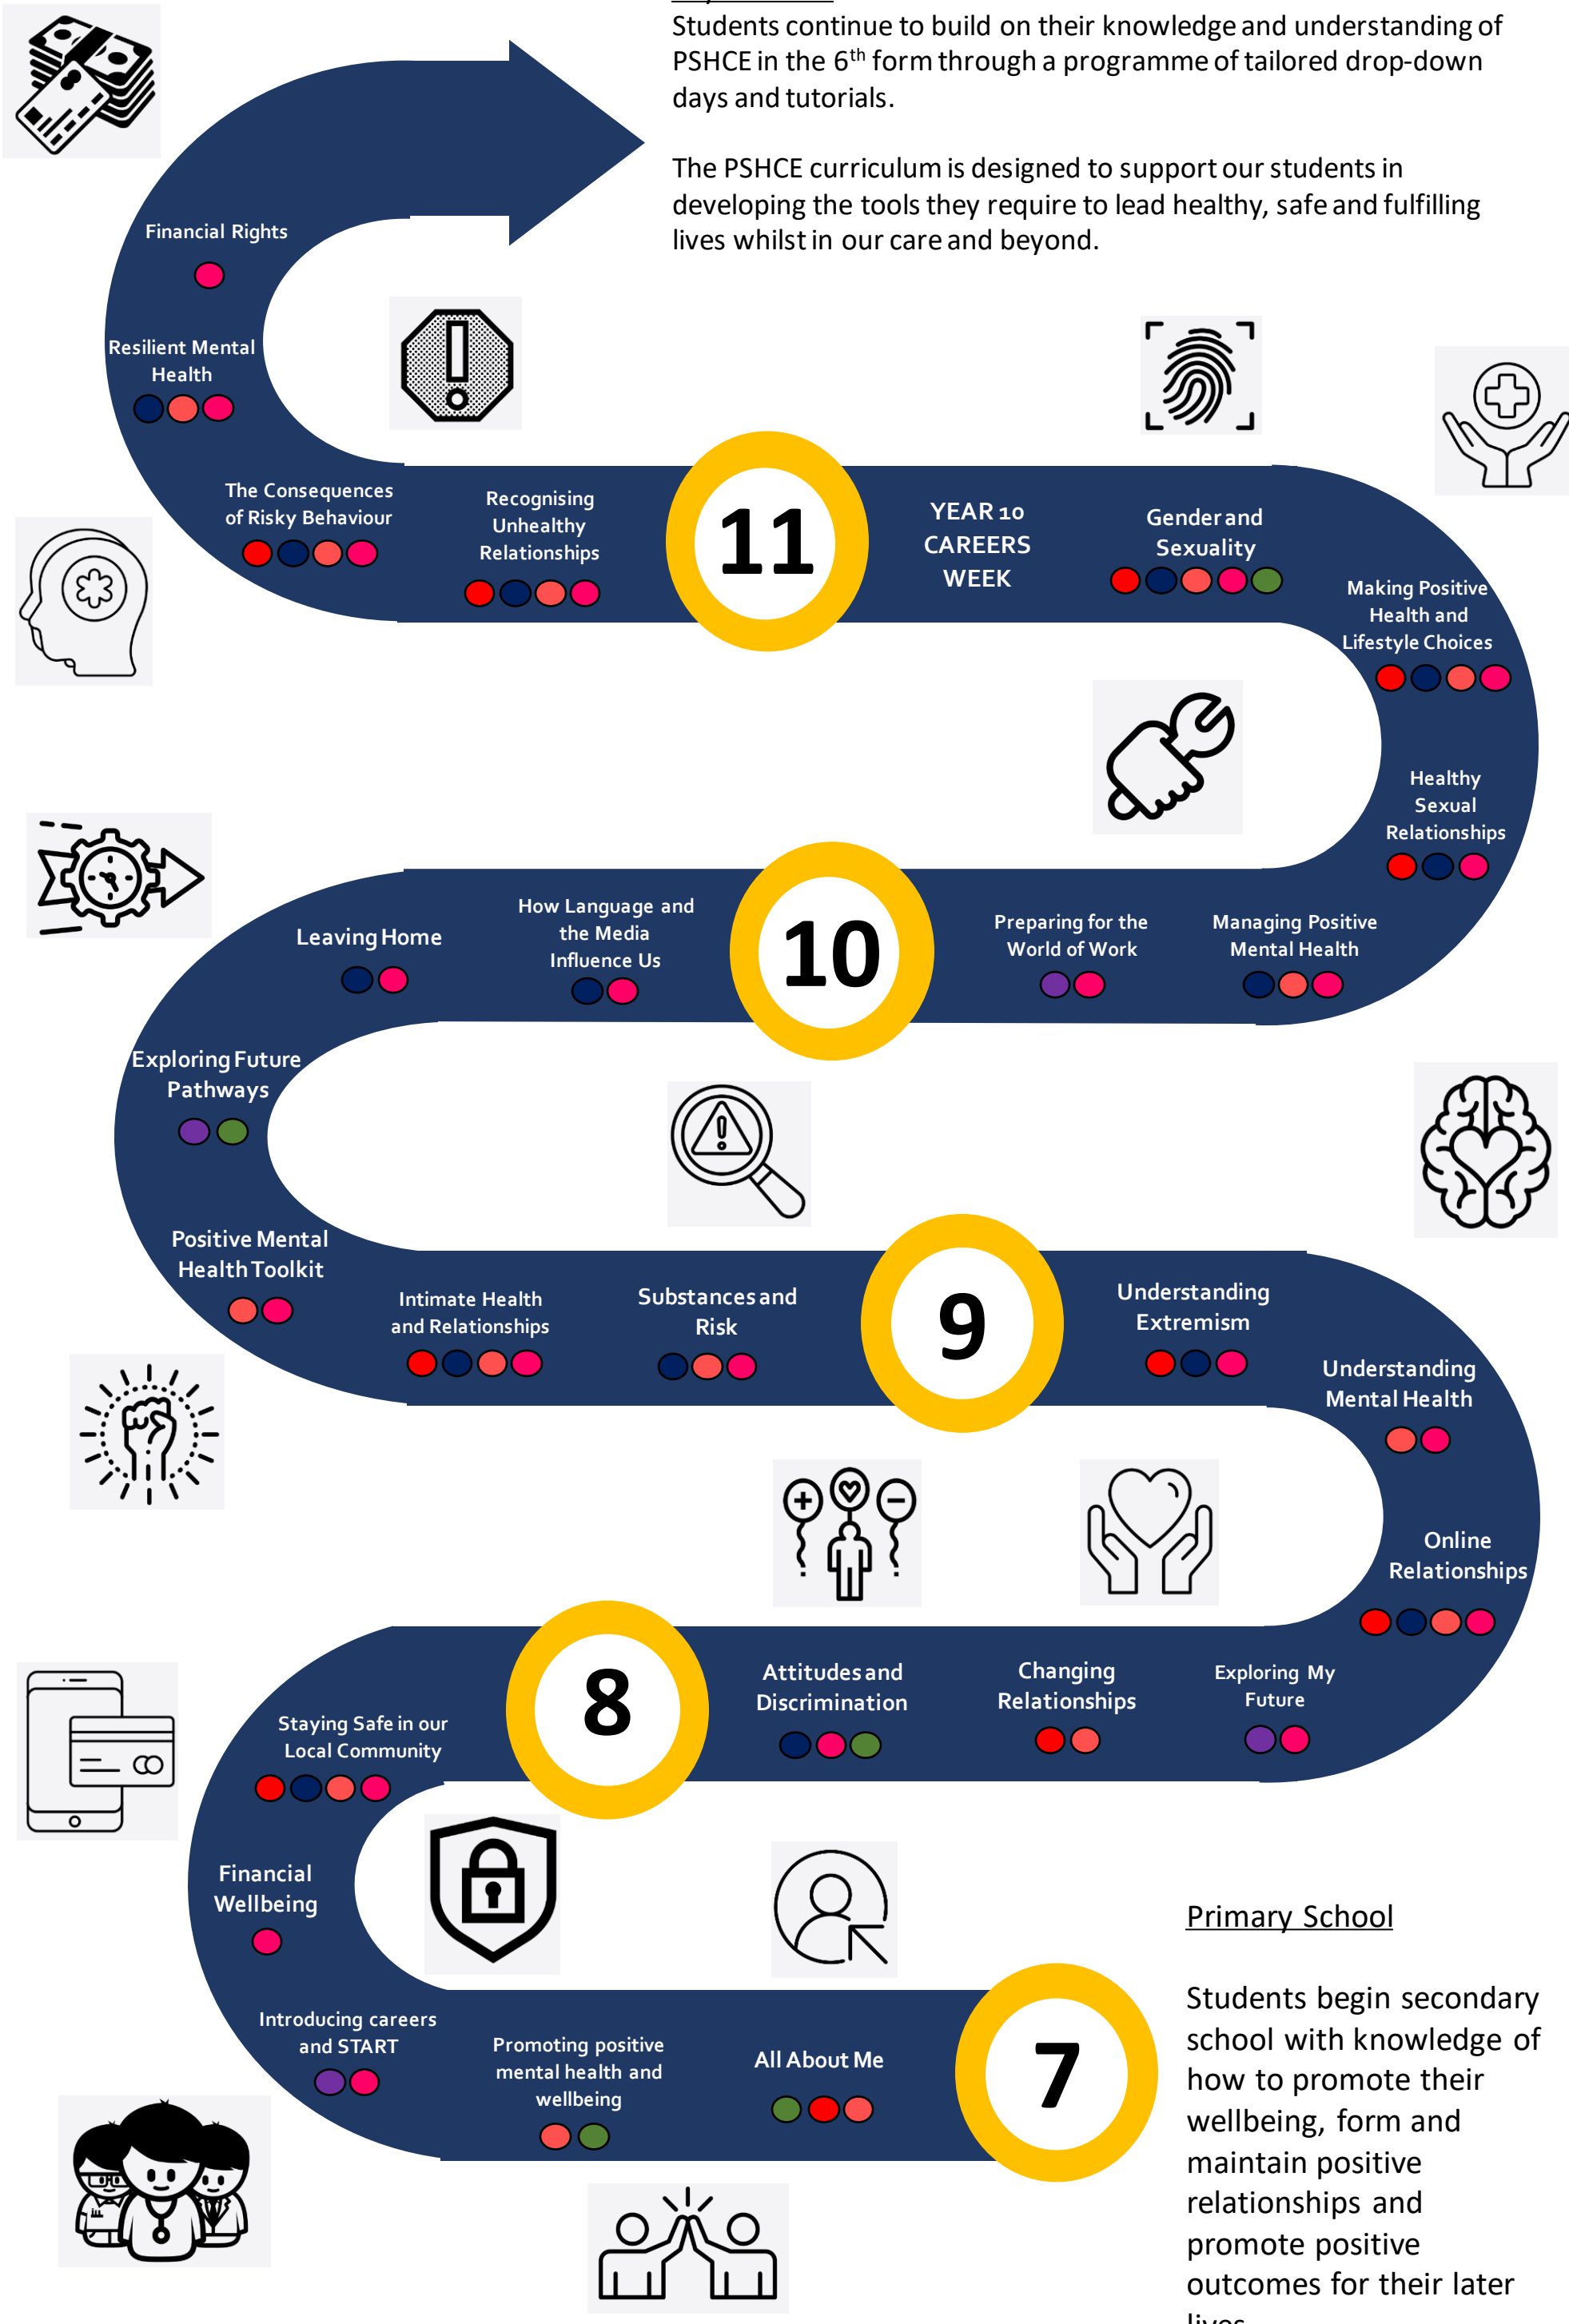 Students continue to build on their knowledge and understanding of
PSHCE in the 6th form through a programme of tailored drop-down
days and tutorials.
The PSHCE curriculum is designed to support our students in
developing the tools they require to lead healthy, safe and fulfilling
lives whilst in our care and beyond.
Financial Rights
Resilient Mental
Health
The Consequences
of Risky Behaviour
Recognising
Unhealthy
Relationships
11
YEAR 10
CAREERS
WEEK
Gender and
Sexuality
Making Positive
Health and
Lifestyle Choices
Healthy
Sexual
Relationships
Managing Positive
Mental Health
Preparing for the
World of Work
10
How Language and
the Media
Influence Us
Leaving Home
Exploring Future
Pathways
Positive Mental
Health Toolkit
Intimate Health
and Relationships
Substances and
Risk
9
Understanding
Extremism
Understanding
Mental Health
Online
Relationships
Exploring My
Future
Changing
Relationships
Attitudes and
Discrimination
8
Staying Safe in our
Local Community
Financial
Wellbeing
Introducing careers
and START
Promoting positive
mental health and
wellbeing
All About Me
7
Primary School
Students begin secondary
school with knowledge of
how to promote their
wellbeing, form and
maintain positive
relationships and
promote positive
outcomes for their later
lives